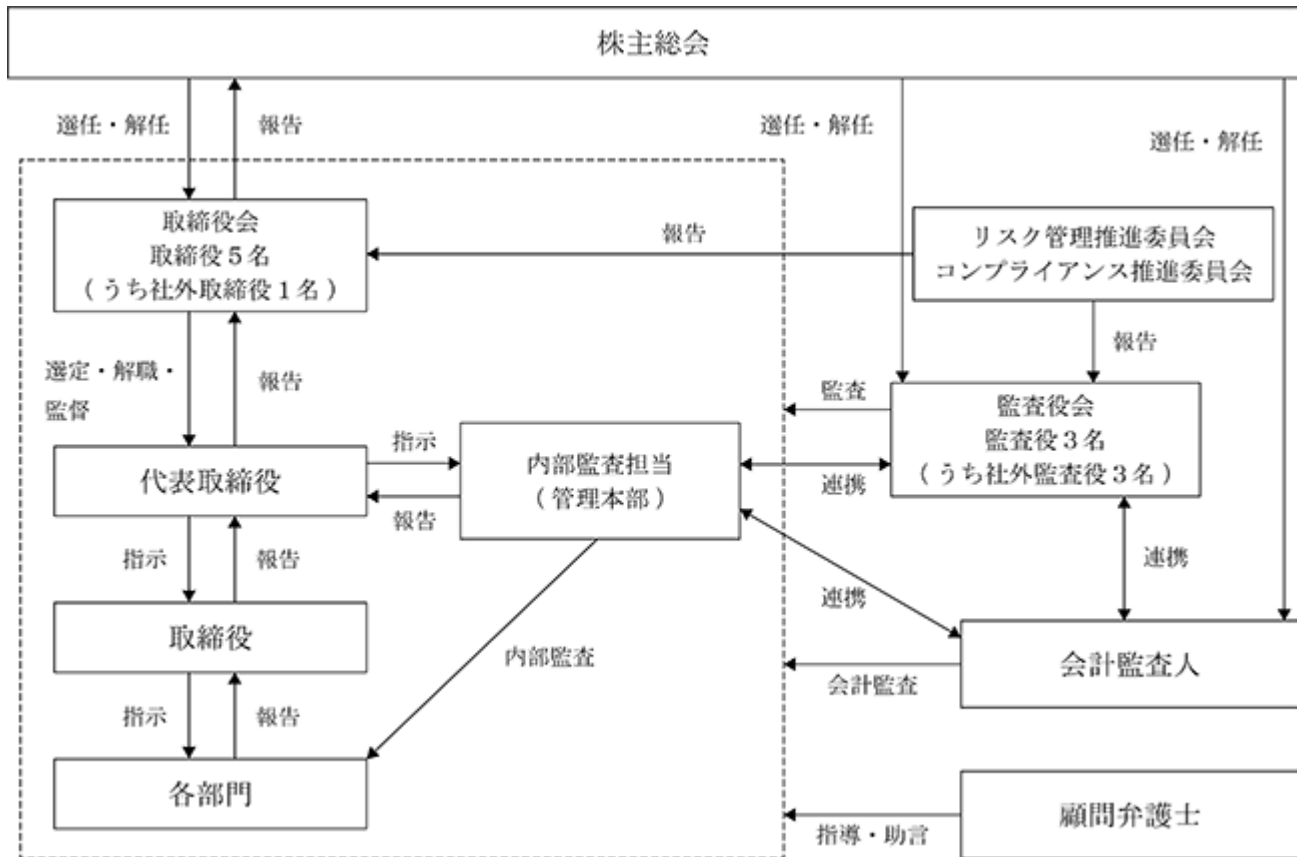 株主総会
選任・解任
報告
選任・解任
選任・解任
取締役会
取締役5名
(うち社外取締役1名)
報告
リスク管理推進委員会
コンプライアンス推進委員会
選定・解職・
監督
報告
報告
監査
監査役会
監査役3名
(うち社外監査役3名)
代表取締役
指示
報告
内部監査担当
(管理本部)
連携
指示
報告
連携
連携
取締役
内部監査
会計監査
会計監査人
指示
報告
各部門
指導・助言
顧問弁護士